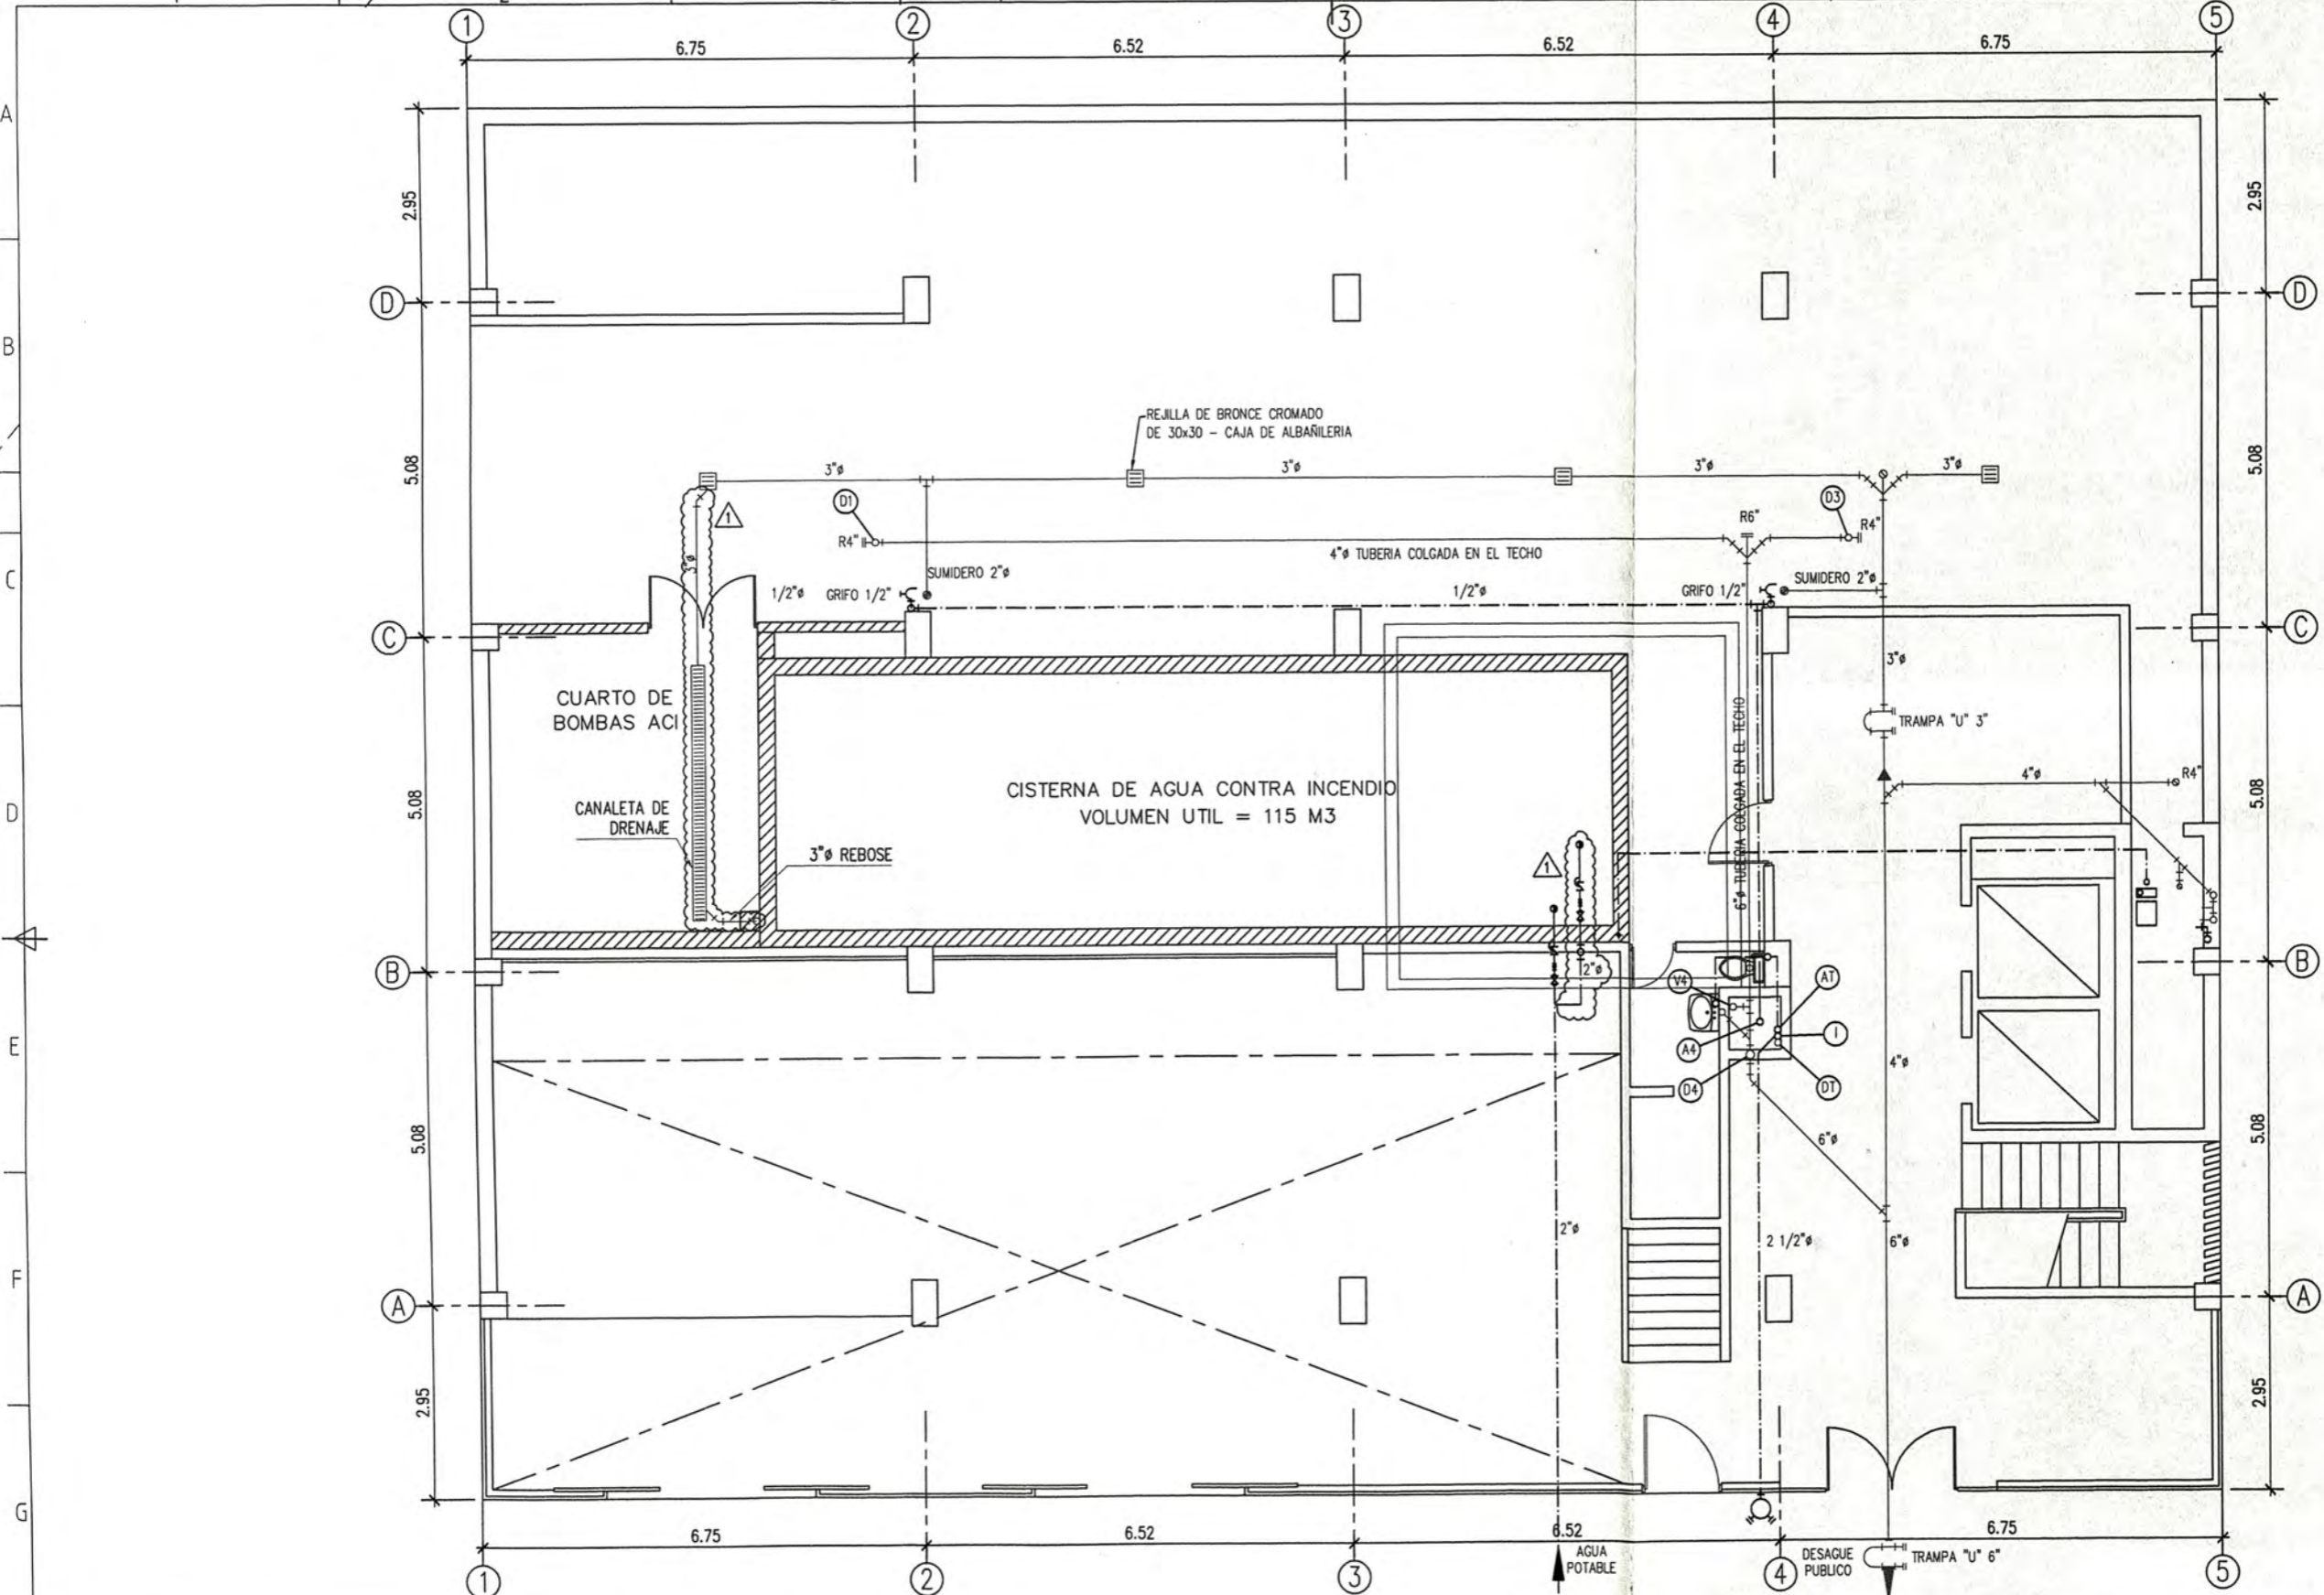 1
2
3
4
5
6.75
6.52
6.52
6.75
A
B
C
D
E
F
G
2.95
2.95
D
D
REJILLA DE BRONCE CROMADO
DE 30x30 - CAJA DE ALBAÑILERIA
5.08
5.08
3"ø
3"ø
3"ø
3"ø
D1
D3
1
R4"
R6"
R4"
3"ø
4"ø TUBERIA COLGADA EN EL TECHO
SUMIDERO 2"ø
SUMIDERO 2"ø
1/2"ø
GRIFO 1/2"
1/2"ø
GRIFO 1/2"
C
C
3"ø
CUARTO DE
BOMBAS ACI
TRAMPA "U" 3"
6"ø TUBERIA COLGADA EN EL TECHO
4"ø
R4"
CISTERNA DE AGUA CONTRA INCENDIO
VOLUMEN UTIL = 115 M3
5.08
5.08
CANALETA DE
DRENAJE
3"ø REBOSE
1
B
B
2"ø
V4
AT
A4
I
D4
DT
4"ø
5.08
5.08
6"ø
2"ø
2 1/2"ø
6"ø
A
A
2.95
2.95
6.75
6.52
6.52
6.75
AGUA
POTABLE
DESAGUE
PUBLICO
TRAMPA "U" 6"
1
2
3
4
5